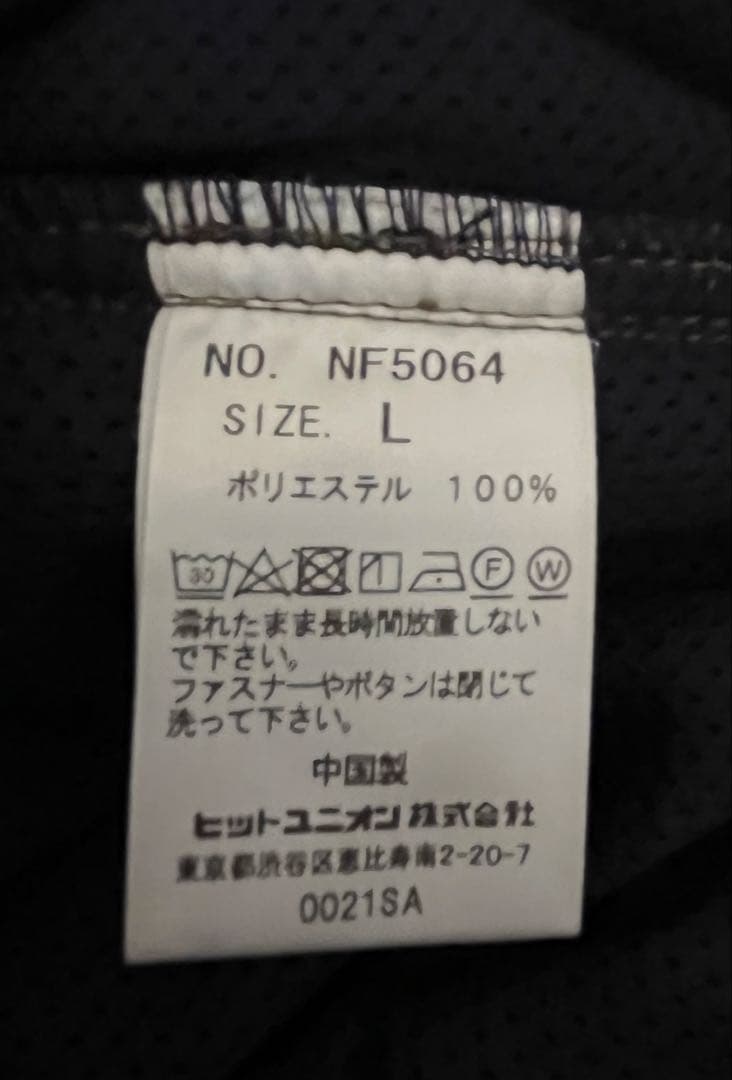 NO. NF5064
SIZE. L
ポリエステル 100%
30 F W
濡れたまま長時間放置しない
で下さい。
ファスナーやボタンは閉じて
洗って下さい。
中国製
ヒットユニオン株式会社
東京都渋谷区恵比寿南2-20-7
0021SA